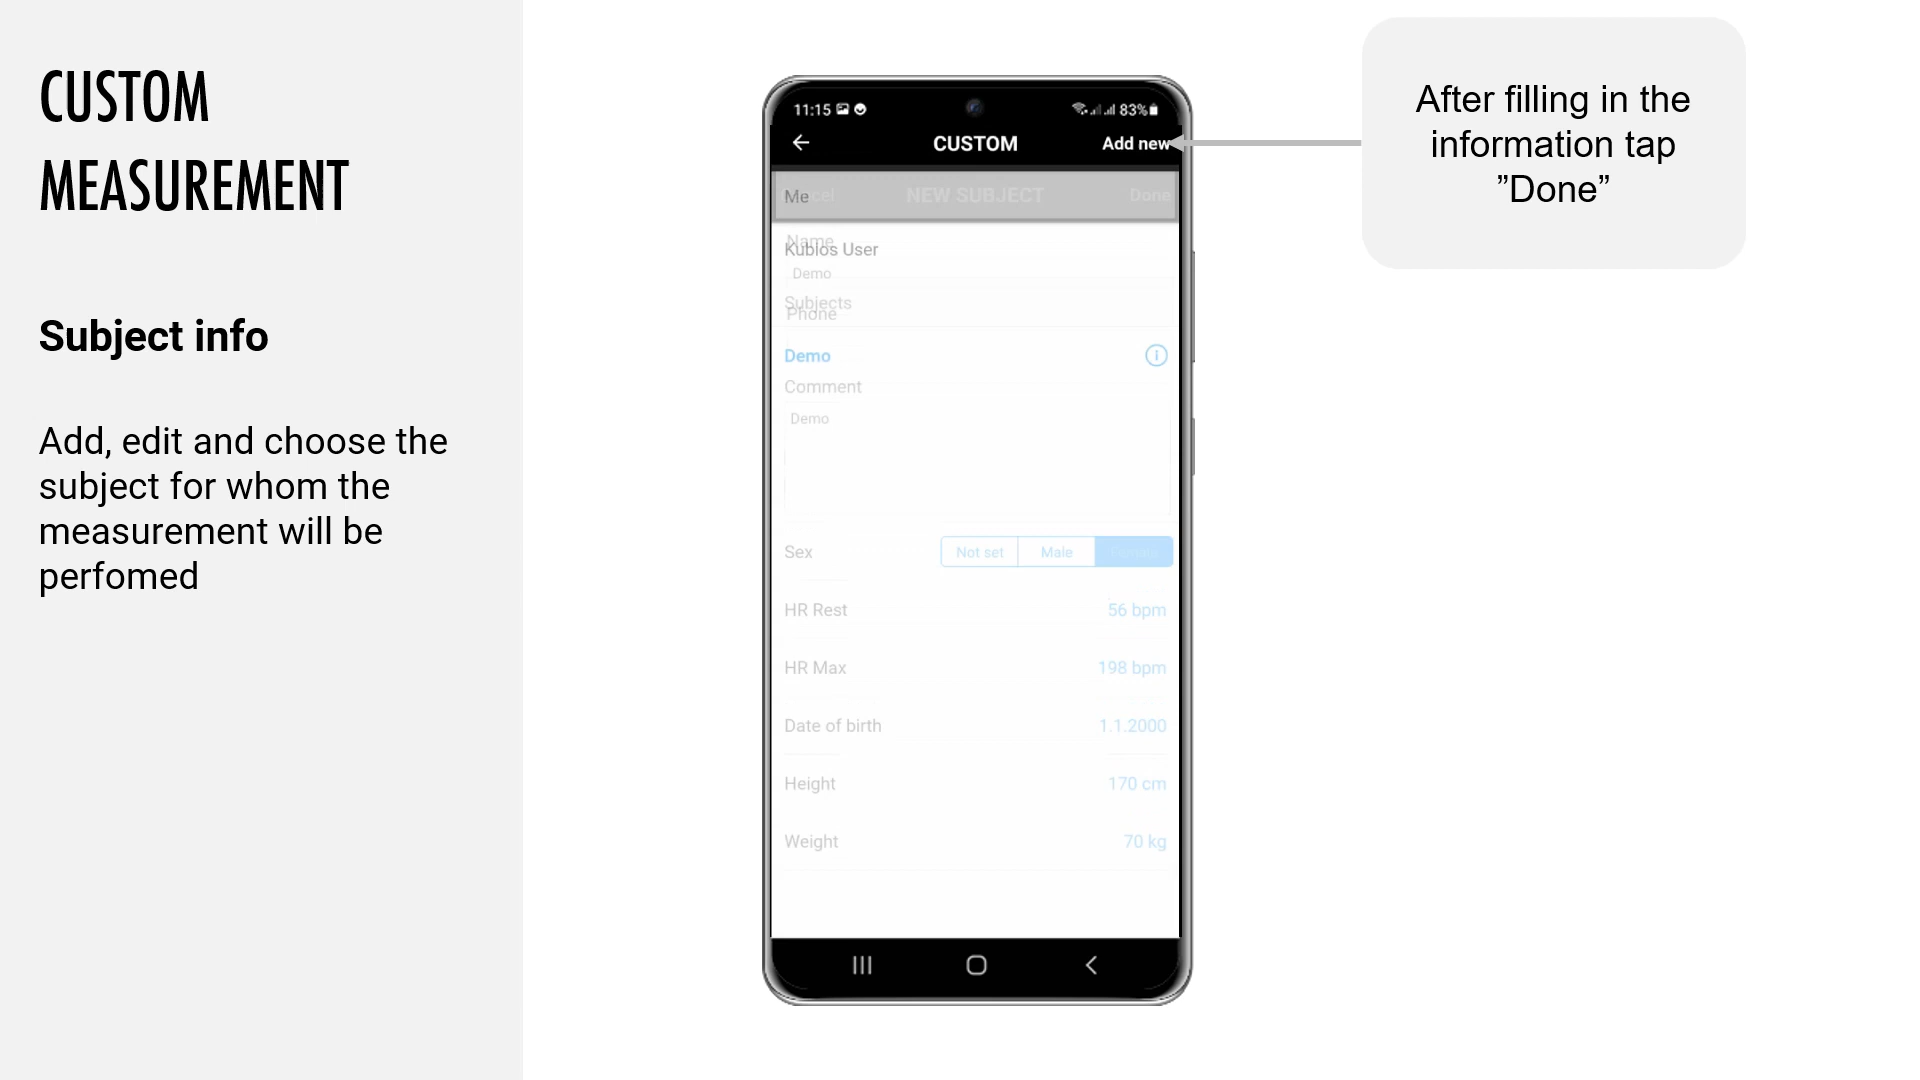 CUSTOM
MEASUREMENT
Subject info
Add, edit and choose the
subject for whom the
measurement will be
perfomed
11:15
83%
CUSTOM
Add new
Me
NEW SUBJECT
Done
Name
Kubios User
Demo
Subjects
Phone
Demo
Comment
Demo
Sex
Not set
Male
Female
HR Rest
56 bpm
HR Max
198 bpm
Date of birth
1.1.2000
Height
170 cm
Weight
70 kg
After filling in the
information tap
”Done”